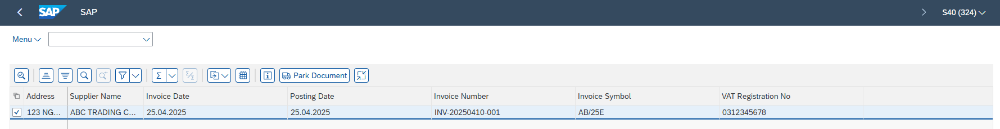 SAP SAP S40 (324)
Menu
Park Document
Address Supplier Name Invoice Date Posting Date Invoice Number Invoice Symbol VAT Registration No
123 NG... ABC TRADING C... 25.04.2025 25.04.2025 INV-20250410-001 AB/25E 0312345678